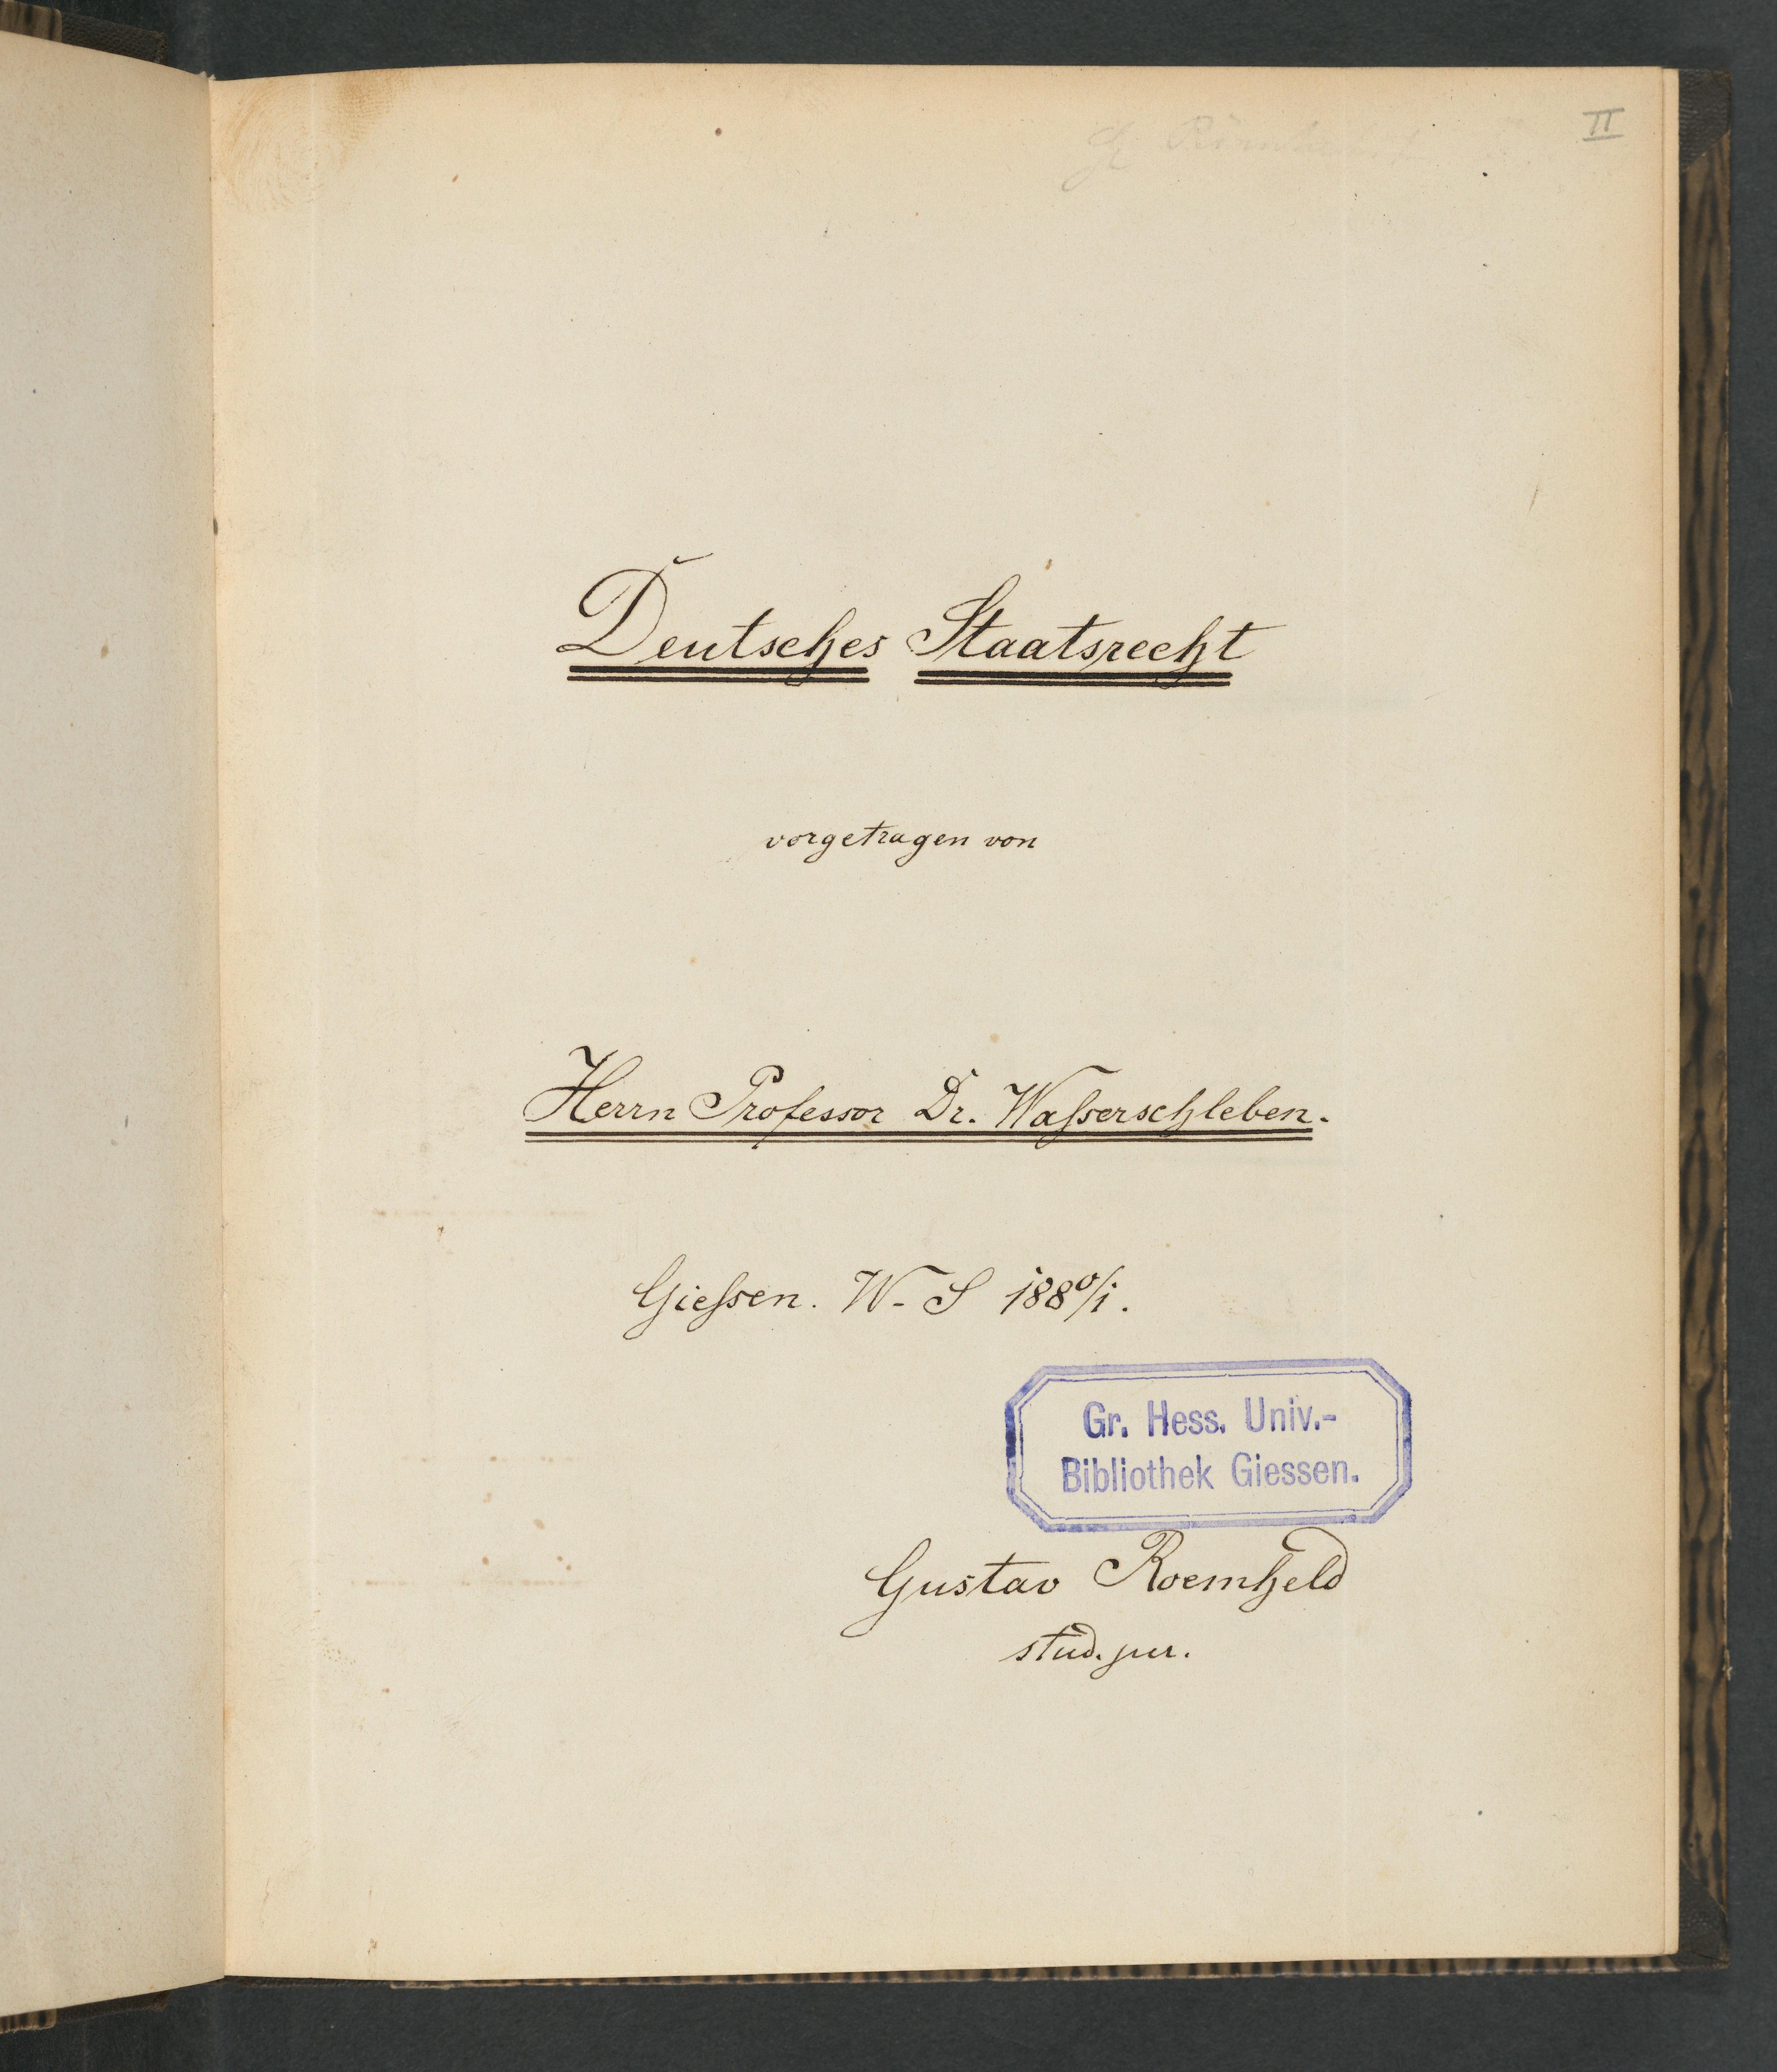 II
Deutsches Staatsrecht
vorgetragen von
Herrn Professor Dr. Waſserschleben.
Gieſsen. W-S 1880/1.
Gr. Hess. Univ.-
Bibliothek Giessen.
Gustav Roemheld
stud. jur.